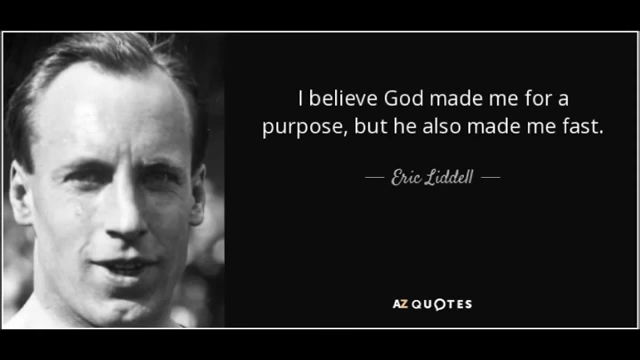 I believe God made me for a
purpose, but he also made me fast.
— Eric Liddell —
AZ QUOTES